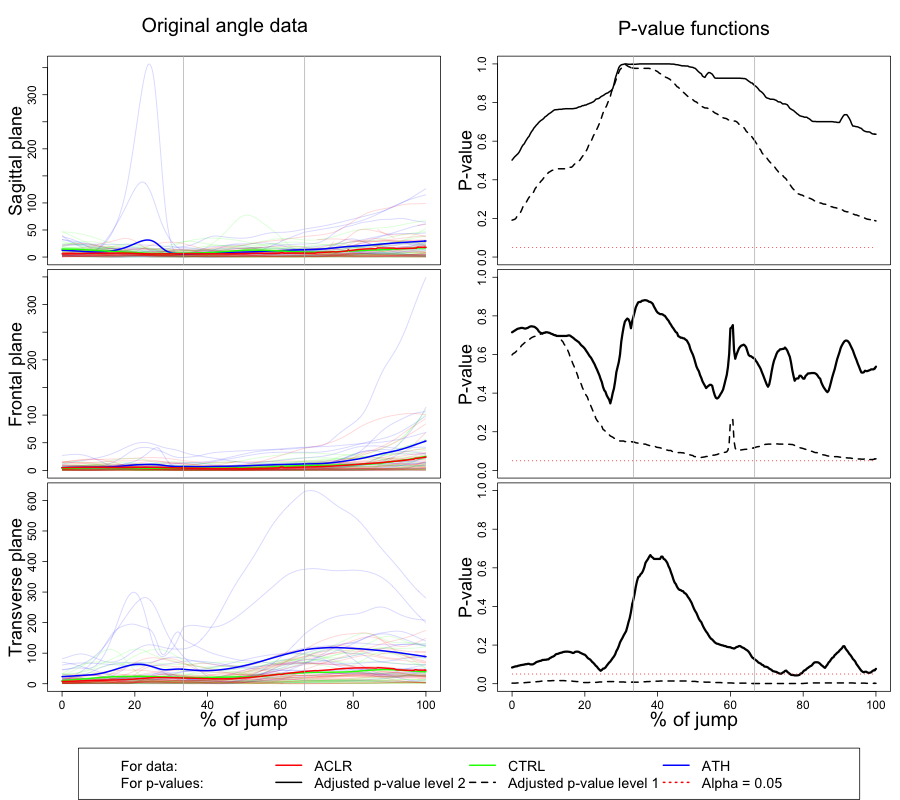 Original angle data
P-value functions
Sagittal plane
0
50
100
200
300
P-value
0.0
0.2
0.4
0.6
0.8
1.0
Frontal plane
0
50
100
200
300
P-value
0.0
0.2
0.4
0.6
0.8
1.0
Transverse plane
0
100
200
300
400
500
600
P-value
0.0
0.2
0.4
0.6
0.8
1.0
0 20 40 60 80 100
0 20 40 60 80 100
% of jump
% of jump
For data: ACLR CTRL ATH
For p-values: Adjusted p-value level 2 Adjusted p-value level 1 Alpha = 0.05